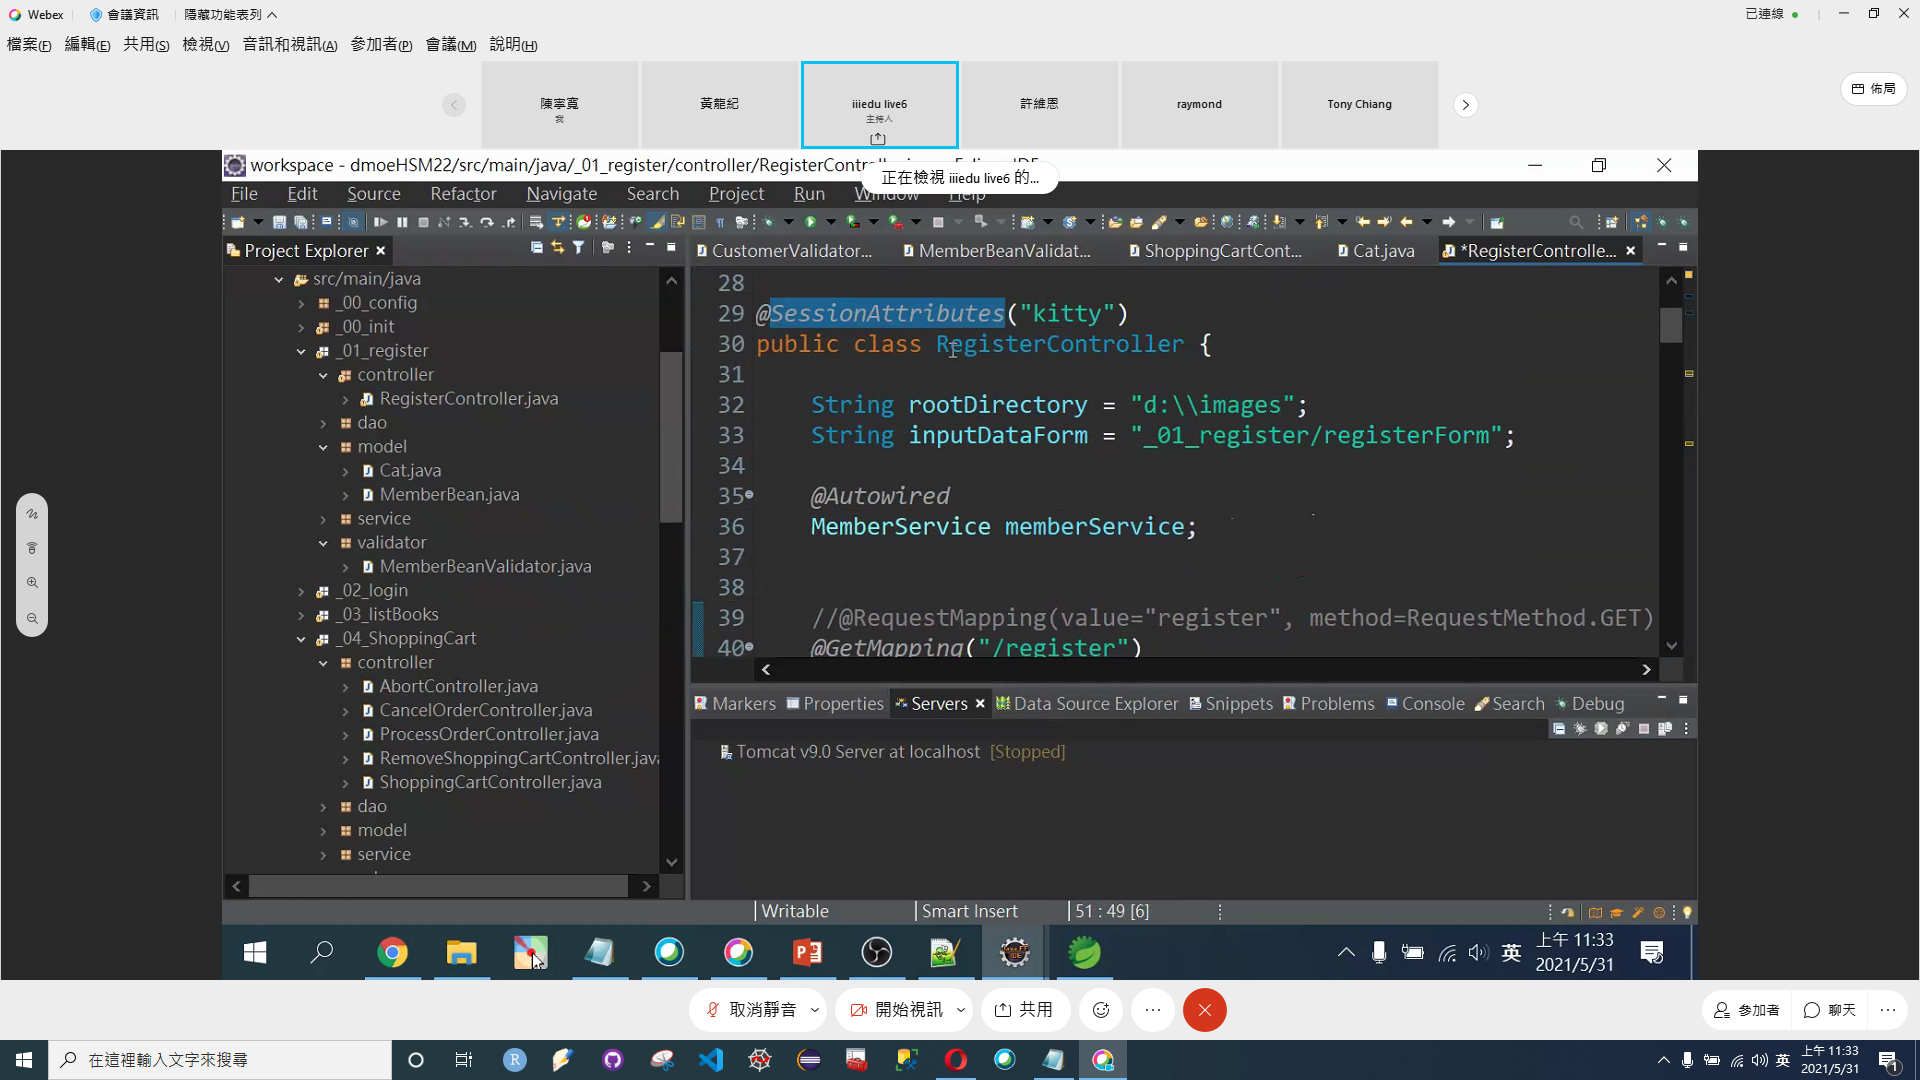 Webex 會議資訊 隱藏功能表列 已連線
檔案(F) 編輯(E) 共用(S) 檢視(V) 音訊和視訊(A) 參加者(P) 會議(M) 說明(H)
陳寧寬
我
黃龍紀
iiiedu live6
主持人
許維恩
raymond
Tony Chiang
佈局
workspace - dmoeHSM22/src/main/java/_01_register/controller/RegisterContr
正在檢視 iiiedu live6 的...
File Edit Source Refactor Navigate Search Project Run Window Help
Project Explorer
CustomerValidator... MemberBeanValidat... ShoppingCartCont... Cat.java *RegisterControlle...
src/main/java
_00_config
_00_init
_01_register
controller
RegisterController.java
dao
model
Cat.java
MemberBean.java
service
validator
MemberBeanValidator.java
_02_login
_03_listBooks
_04_ShoppingCart
controller
AbortController.java
CancelOrderController.java
ProcessOrderController.java
RemoveShoppingCartController.java
ShoppingCartController.java
dao
model
service
28
29 @SessionAttributes("kitty")
30 public class RegisterController {
31
32 String rootDirectory = "d:\\images";
33 String inputDataForm = "_01_register/registerForm";
34
35 @Autowired
36 MemberService memberService;
37
38
39 //@RequestMapping(value="register", method=RequestMethod.GET)
40 @GetMapping("/register")
Markers Properties Servers Data Source Explorer Snippets Problems Console Search Debug
Tomcat v9.0 Server at localhost [Stopped]
Writable Smart Insert 51 : 49 [6]
英 上午 11:33
2021/5/31
取消靜音 開始視訊 共用 參加者 聊天
在這裡輸入文字來搜尋
英 上午 11:33
2021/5/31
1